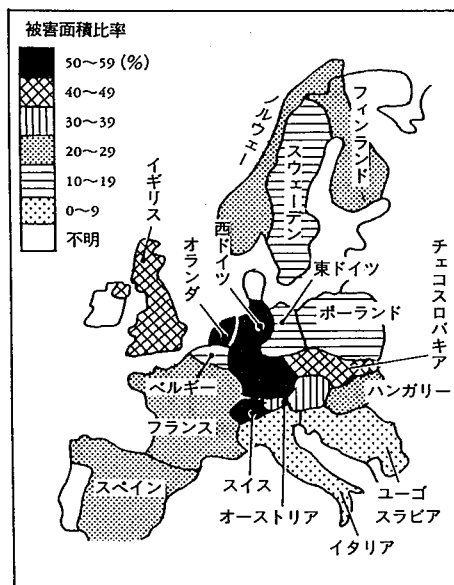 被害面積比率
50～59 (%)
40～49
30～39
20～29
10～19
0～9
不明
ノルウェー
フィンランド
スウェーデン
イギリス
オランダ
西ドイツ
東ドイツ
チェコスロバキア
ポーランド
ベルギー
ハンガリー
フランス
スペイン
スイス
オーストリア
ユーゴ
スラビア
イタリア